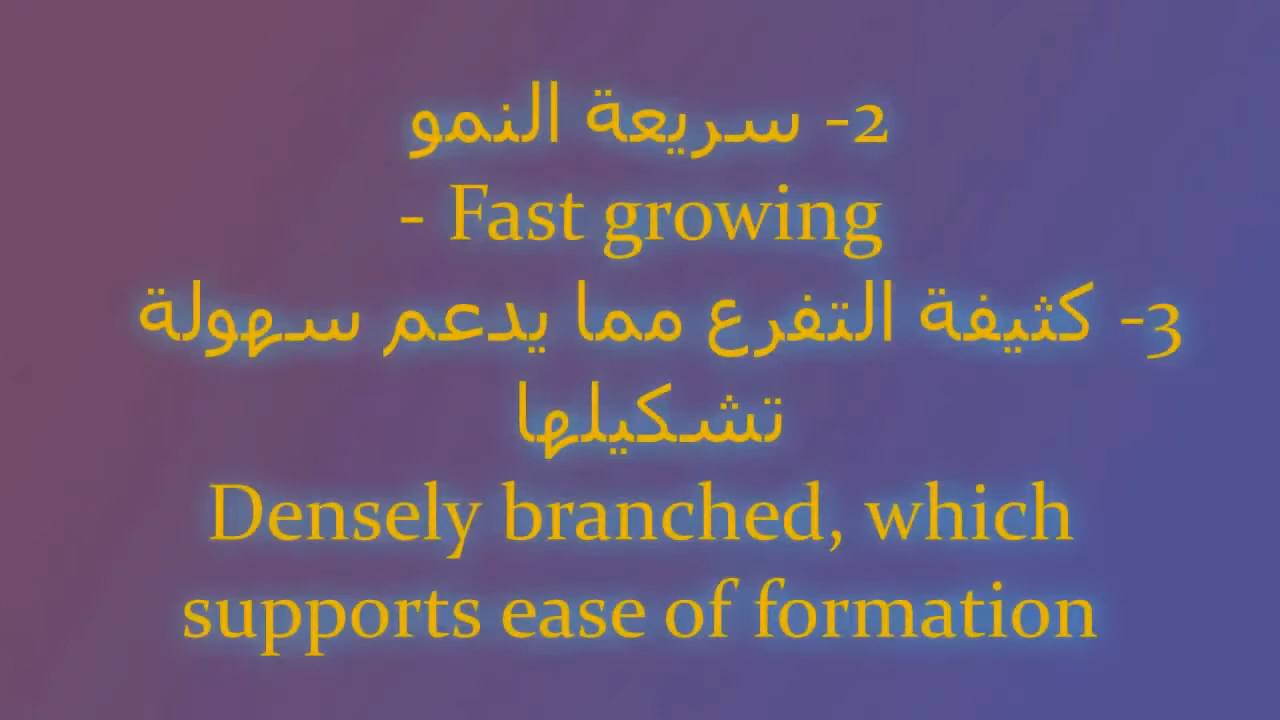 2- سريعة النمو
- Fast growing
3- كثيفة التفرع مما يدعم سهولة
تشكيلها
Densely branched, which
supports ease of formation